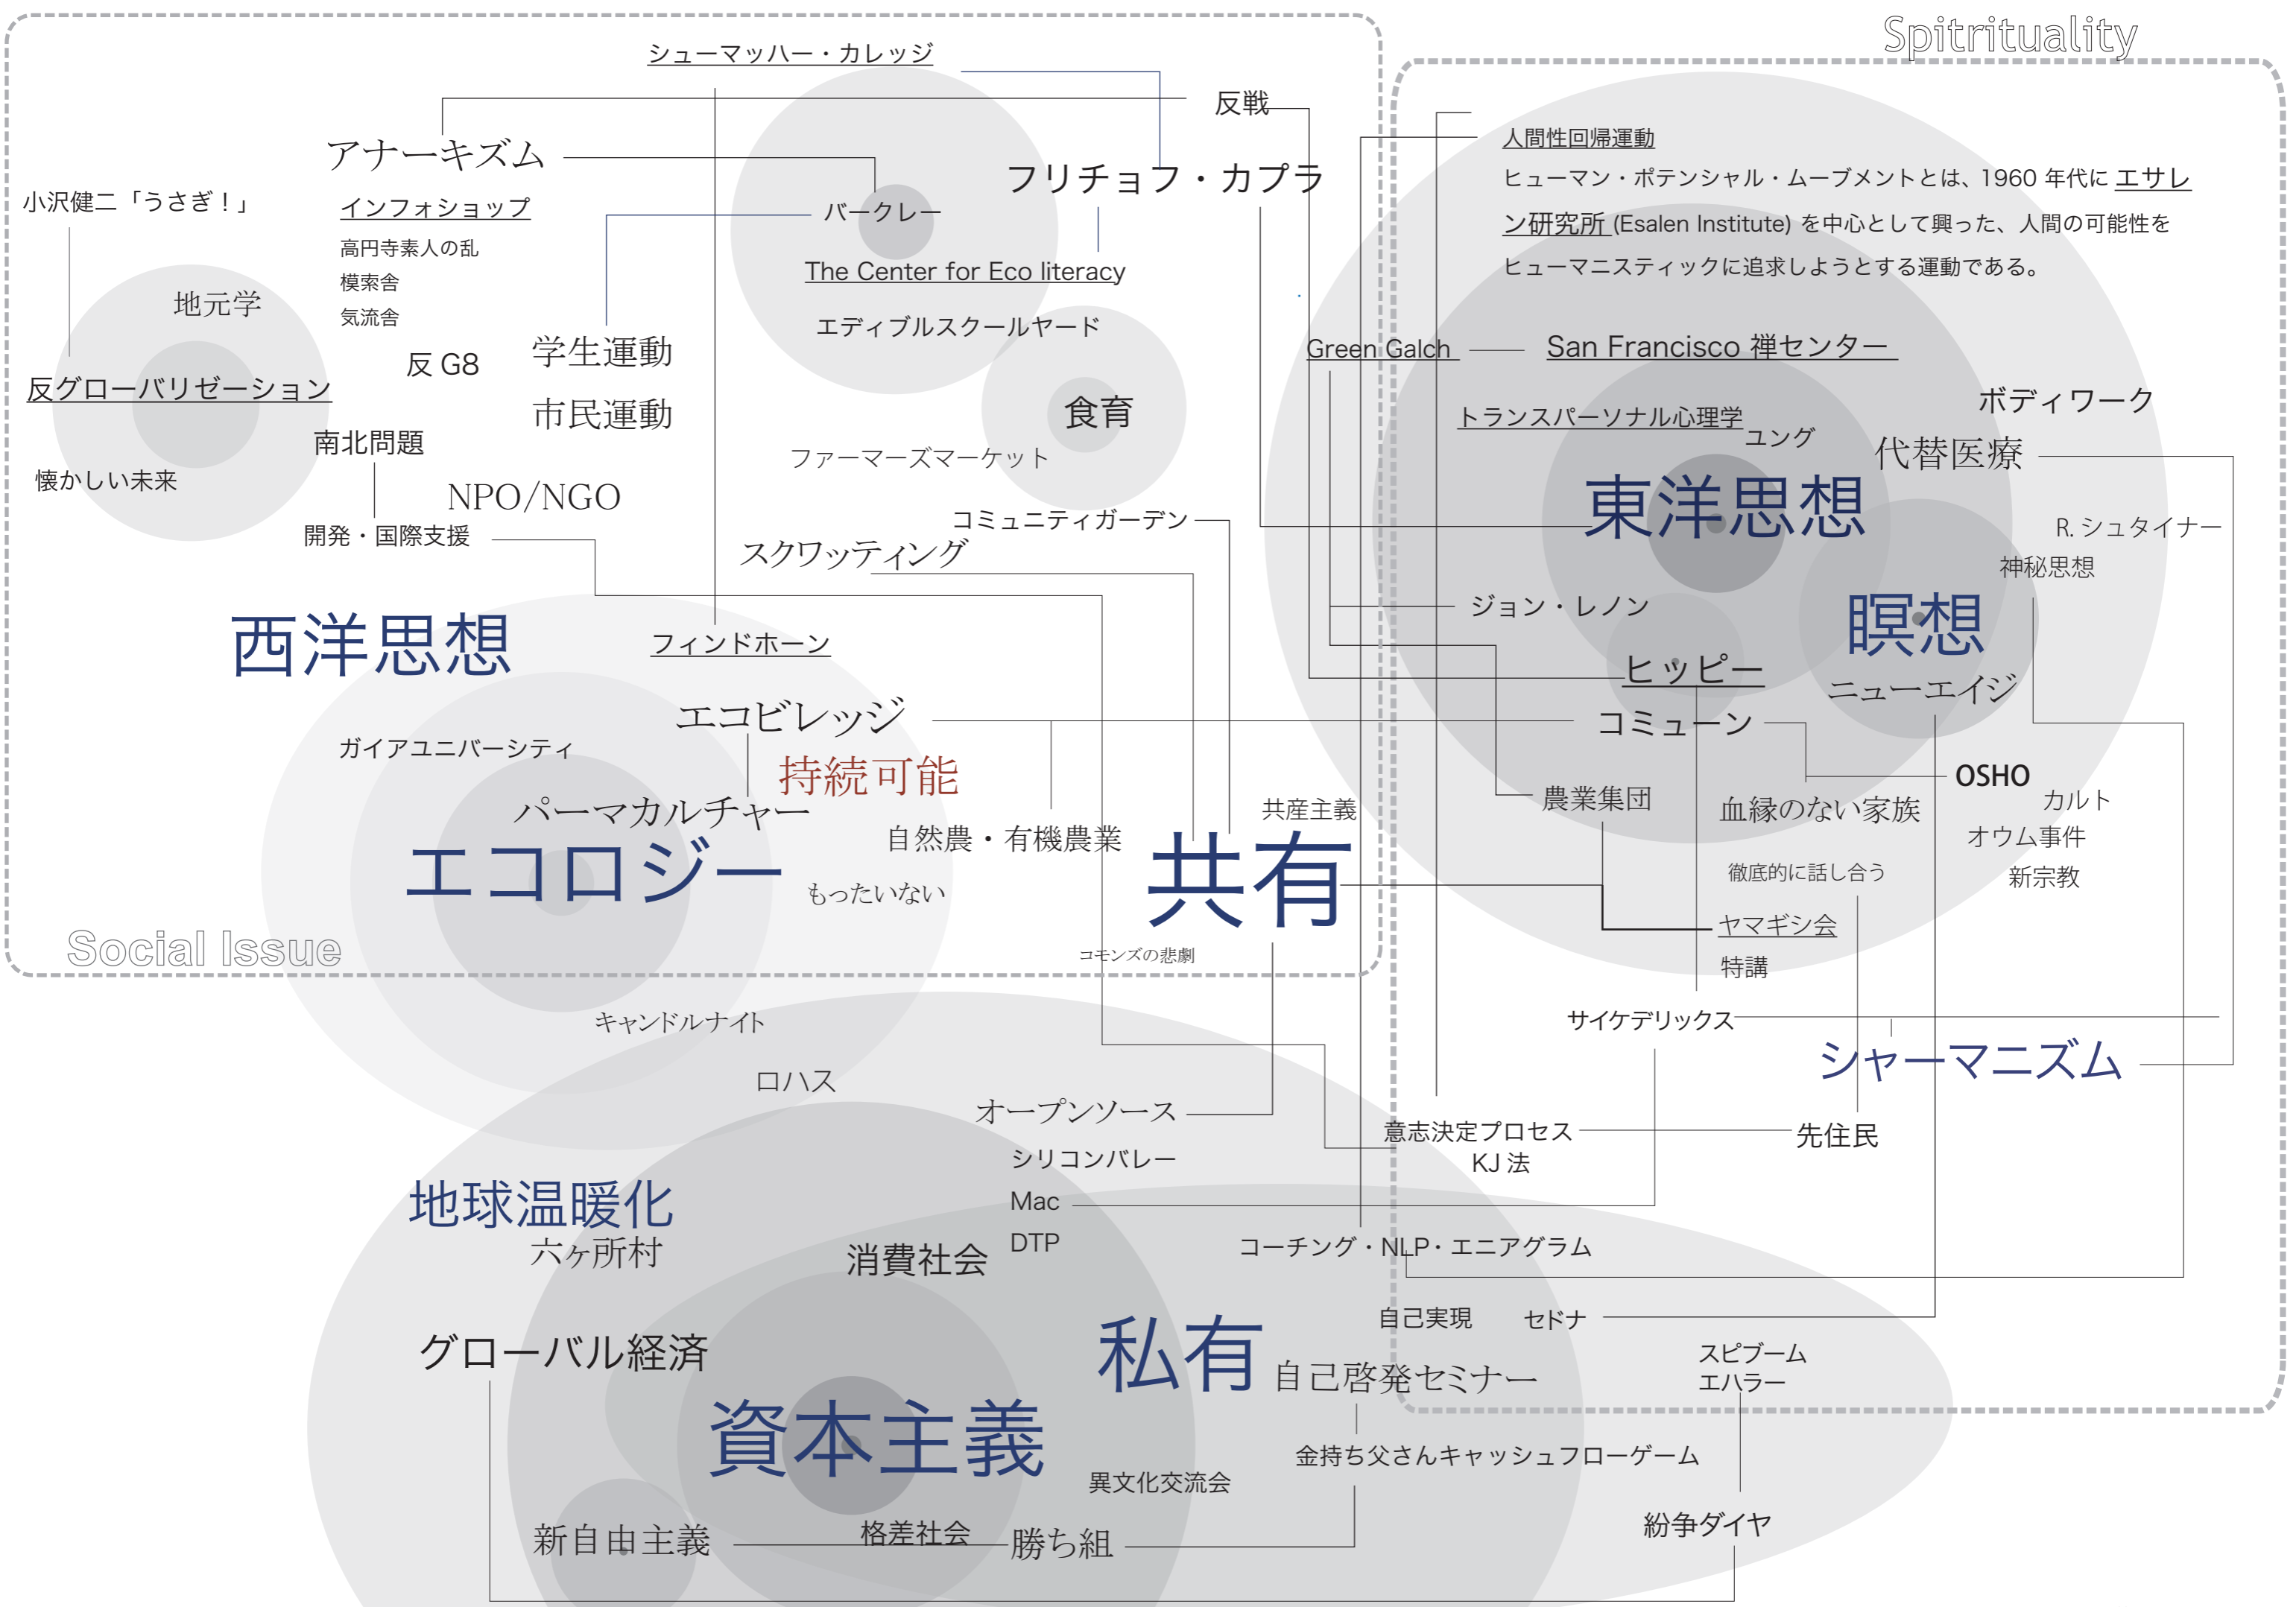 Spitrituality
シューマッハー・カレッジ
反戦
アナーキズム
人間性回帰運動
ヒューマン・ポテンシャル・ムーブメントとは、1960 年代に エサレ
ン研究所 (Esalen Institute) を中心として興った、人間の可能性を
ヒューマニスティックに追求しようとする運動である。
フリチョフ・カプラ
小沢健二「うさぎ！」
インフォショップ
バークレー
高円寺素人の乱
模索舎
気流舎
The Center for Eco literacy
地元学
エディブルスクールヤード
学生運動
反 G8
Green Galch
San Francisco 禅センター
反グローバリゼーション
市民運動
食育
ボディワーク
トランスパーソナル心理学
ユング
代替医療
南北問題
ファーマーズマーケット
懐かしい未来
NPO/NGO
東洋思想
コミュニティガーデン
R. シュタイナー
開発・国際支援
スクワッティング
神秘思想
ジョン・レノン
瞑想
西洋思想
フィンドホーン
ヒッピー
ニューエイジ
エコビレッジ
コミューン
ガイアユニバーシティ
持続可能
OSHO
パーマカルチャー
共産主義
農業集団
血縁のない家族
カルト
自然農・有機農業
オウム事件
エコロジー
共有
徹底的に話し合う
新宗教
もったいない
ヤマギシ会
Social Issue
コモンズの悲劇
特講
キャンドルナイト
サイケデリックス
シャーマニズム
ロハス
オープンソース
意志決定プロセス
KJ 法
先住民
シリコンバレー
地球温暖化
Mac
六ヶ所村
DTP
消費社会
コーチング・NLP・エニアグラム
自己実現
セドナ
グローバル経済
私有
自己啓発セミナー
スピブーム
エハラー
資本主義
金持ち父さんキャッシュフローゲーム
異文化交流会
紛争ダイヤ
新自由主義
格差社会
勝ち組